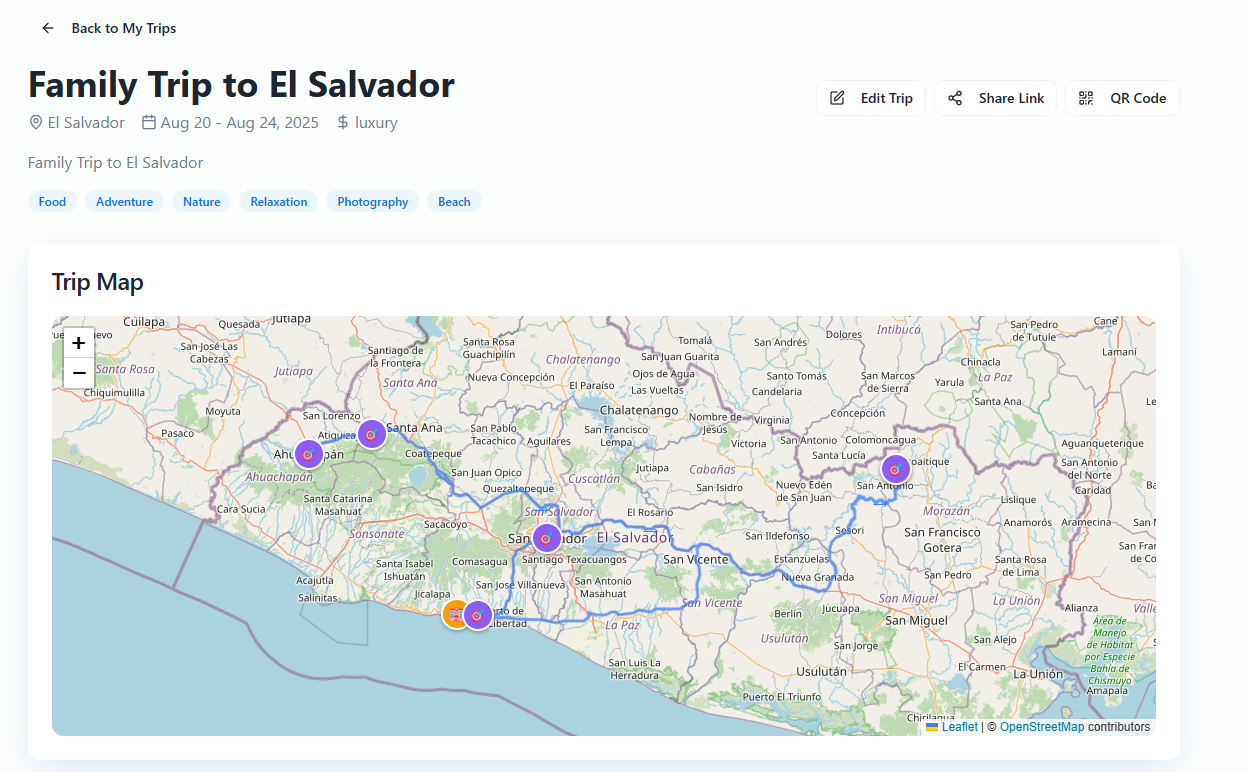 Back to My Trips
Family Trip to El Salvador
Edit Trip
Share Link
QR Code
El Salvador Aug 20 - Aug 24, 2025 luxury
Family Trip to El Salvador
Food Adventure Nature Relaxation Photography Beach
Trip Map
+
−
Cuilapa
Quesada
Jutiapa
San José Las Cabezas
Santa Rosa
Chiquimulilla
Jutiapa
Moyuta
Pasaco
Santiago de la Frontera
Santa Ana
Santa Rosa Guachipilín
Nueva Concepción
Chalatenango
El Paraíso
Tomalá
San Juan Guarita
Ojos de Agua
Las Vueltas
Chalatenango
San Andrés
Dolores
Intibucá
Santo Tomás
Candelaria
San Marcos de Sierra
San Pedro de Tutule
Cane
Lamaní
Chinacla
La Paz
Yarula
Santa Ana
Concepción
Nombre de Jesús
Virginia
Victoria
San Antonio
Santa Lucía
Colomoncagua
Aguanqueterique
San Antonio del Norte
Caridad
San Lorenzo
Santa Ana
Coatepeque
San Pablo Tacachico
Aguilares
San Francisco Lempa
Jutiapa
Cabañas
San Isidro
Nuevo Edén de San Juan
San Antonio
Ahuachapán
Santa Catarina Masahuat
Cara Sucia
San Juan Opico
Quezaltepeque
Cuscatlán
San Salvador
El Rosario
El Salvador
Sacacoyo
Sonsonate
Santa Isabel Ishuatán
Comasagua
Santiago Texacuangos
San Vicente
San Ildefonso
Sesori
Estanzuelas
Nueva Granada
Morazán
San Francisco Gotera
Lislique
Anamorós
Aramecina
Santa Rosa de Lima
San Pedro
Acajutla
Salinitas
Jicalapa
San José Villanueva
San Antonio Masahuat
La Paz
San Vicente
Berlín
Jucuapa
San Miguel
La Unión
Alianza
San Miguel
Usulután
San Jorge
San Alejo
Área de Manejo de Hábitat por Especie Bahía de Chismuyo
San Luis La Herradura
Usulután
El Carmen
La Unión
Amapala
Puerto El Triunfo
Chirilagua
Leaflet | © OpenStreetMap contributors